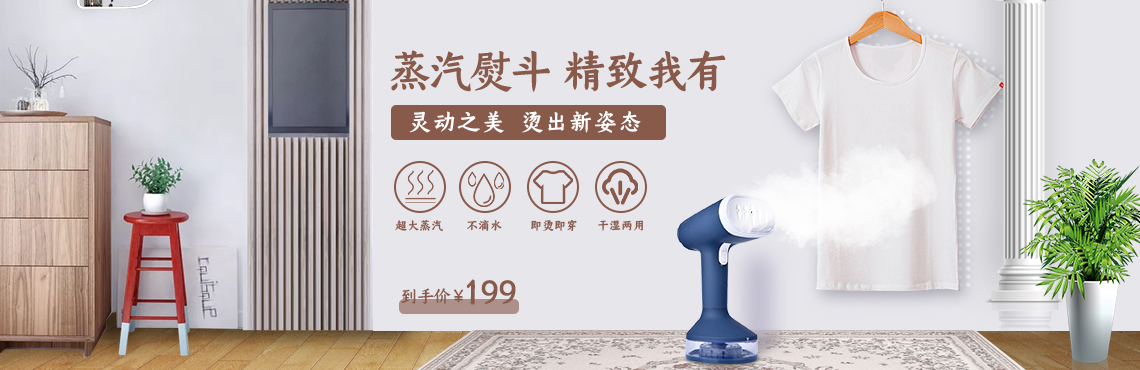 蒸汽熨斗 精致我有
灵动之美 烫出新姿态
超大蒸汽 不滴水 即烫即穿 干湿两用
到手价¥199